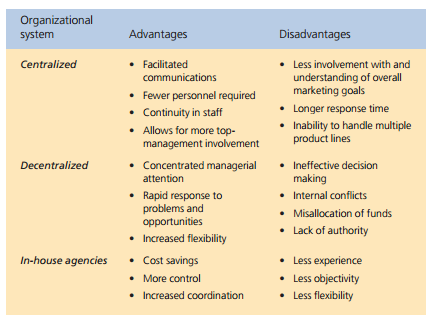 Organizational
system
Advantages
Disadvantages
Centralized
• Facilitated
communications
• Fewer personnel required
• Continuity in staff
• Allows for more top-
management involvement
• Less involvement with and
understanding of overall
marketing goals
• Longer response time
• Inability to handle multiple
product lines
Decentralized
• Concentrated managerial
attention
• Rapid response to
problems and
opportunities
• Increased flexibility
• Ineffective decision
making
• Internal conflicts
• Misallocation of funds
• Lack of authority
In-house agencies
• Cost savings
• More control
• Increased coordination
• Less experience
• Less objectivity
• Less flexibility